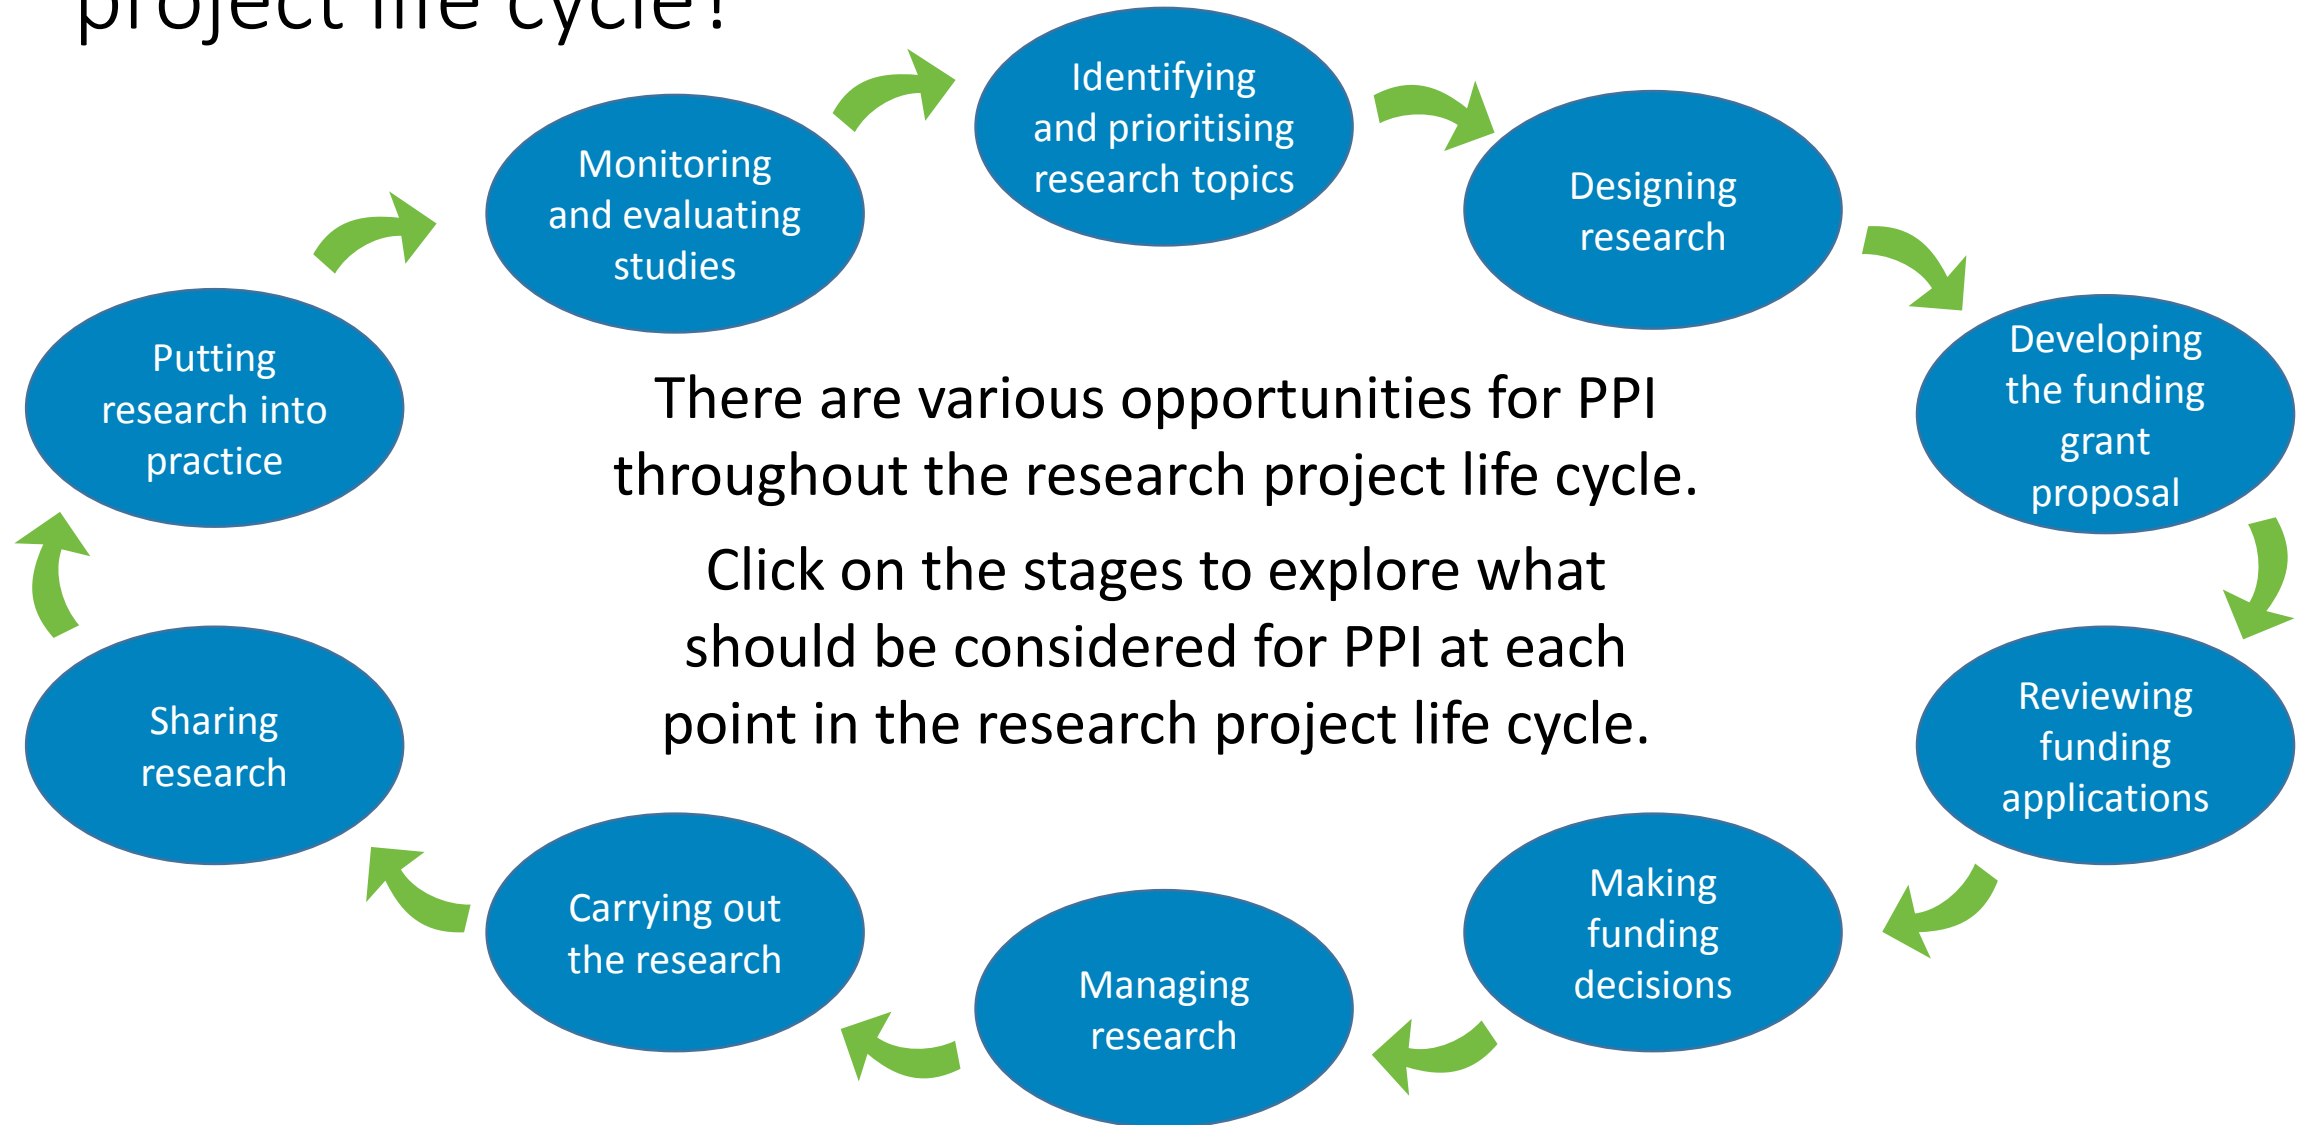 project life cycle?
Identifying
and prioritising
research topics
Designing
research
Developing
the funding
grant
proposal
Reviewing
funding
applications
Making
funding
decisions
Managing
research
Carrying out
the research
Sharing
research
Putting
research into
practice
Monitoring
and evaluating
studies
There are various opportunities for PPI
throughout the research project life cycle.
Click on the stages to explore what
should be considered for PPI at each
point in the research project life cycle.